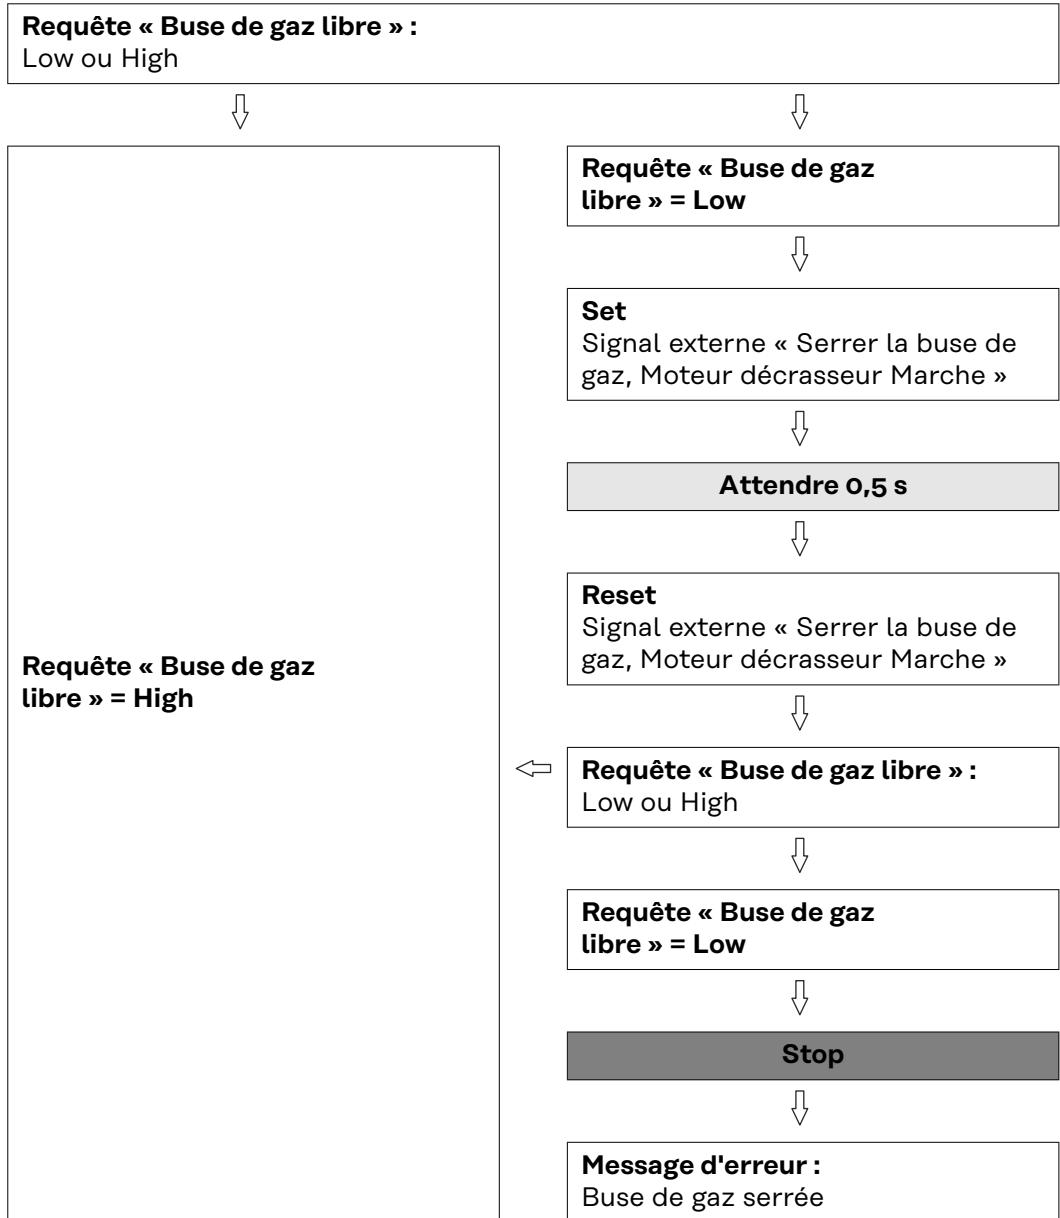 Requête « Buse de gaz libre » :
Low ou High
Requête « Buse de gaz
libre » = High
Requête « Buse de gaz
libre » = Low
Set
Signal externe « Serrer la buse de
gaz, Moteur décrasseur Marche »
Attendre 0,5 s
Reset
Signal externe « Serrer la buse de
gaz, Moteur décrasseur Marche »
Requête « Buse de gaz libre » :
Low ou High
Requête « Buse de gaz
libre » = Low
Stop
Message d'erreur :
Buse de gaz serrée